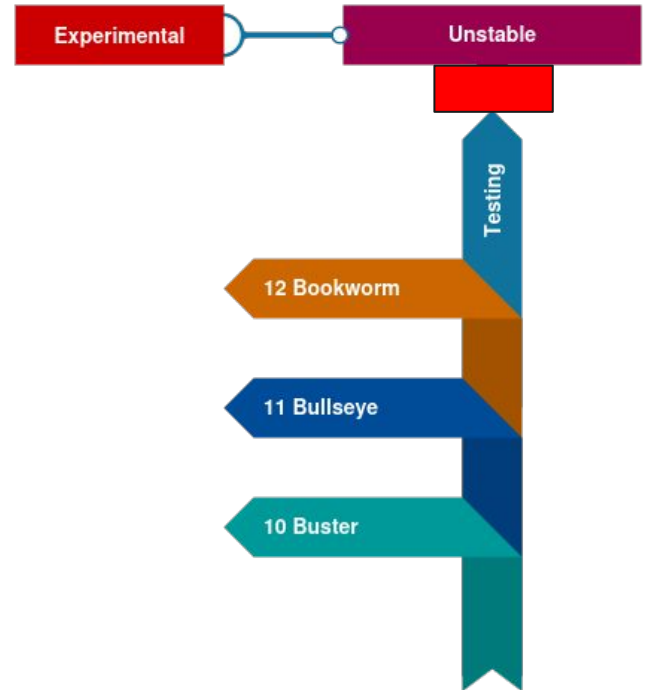 Experimental
Unstable
Testing
12 Bookworm
11 Bullseye
10 Buster